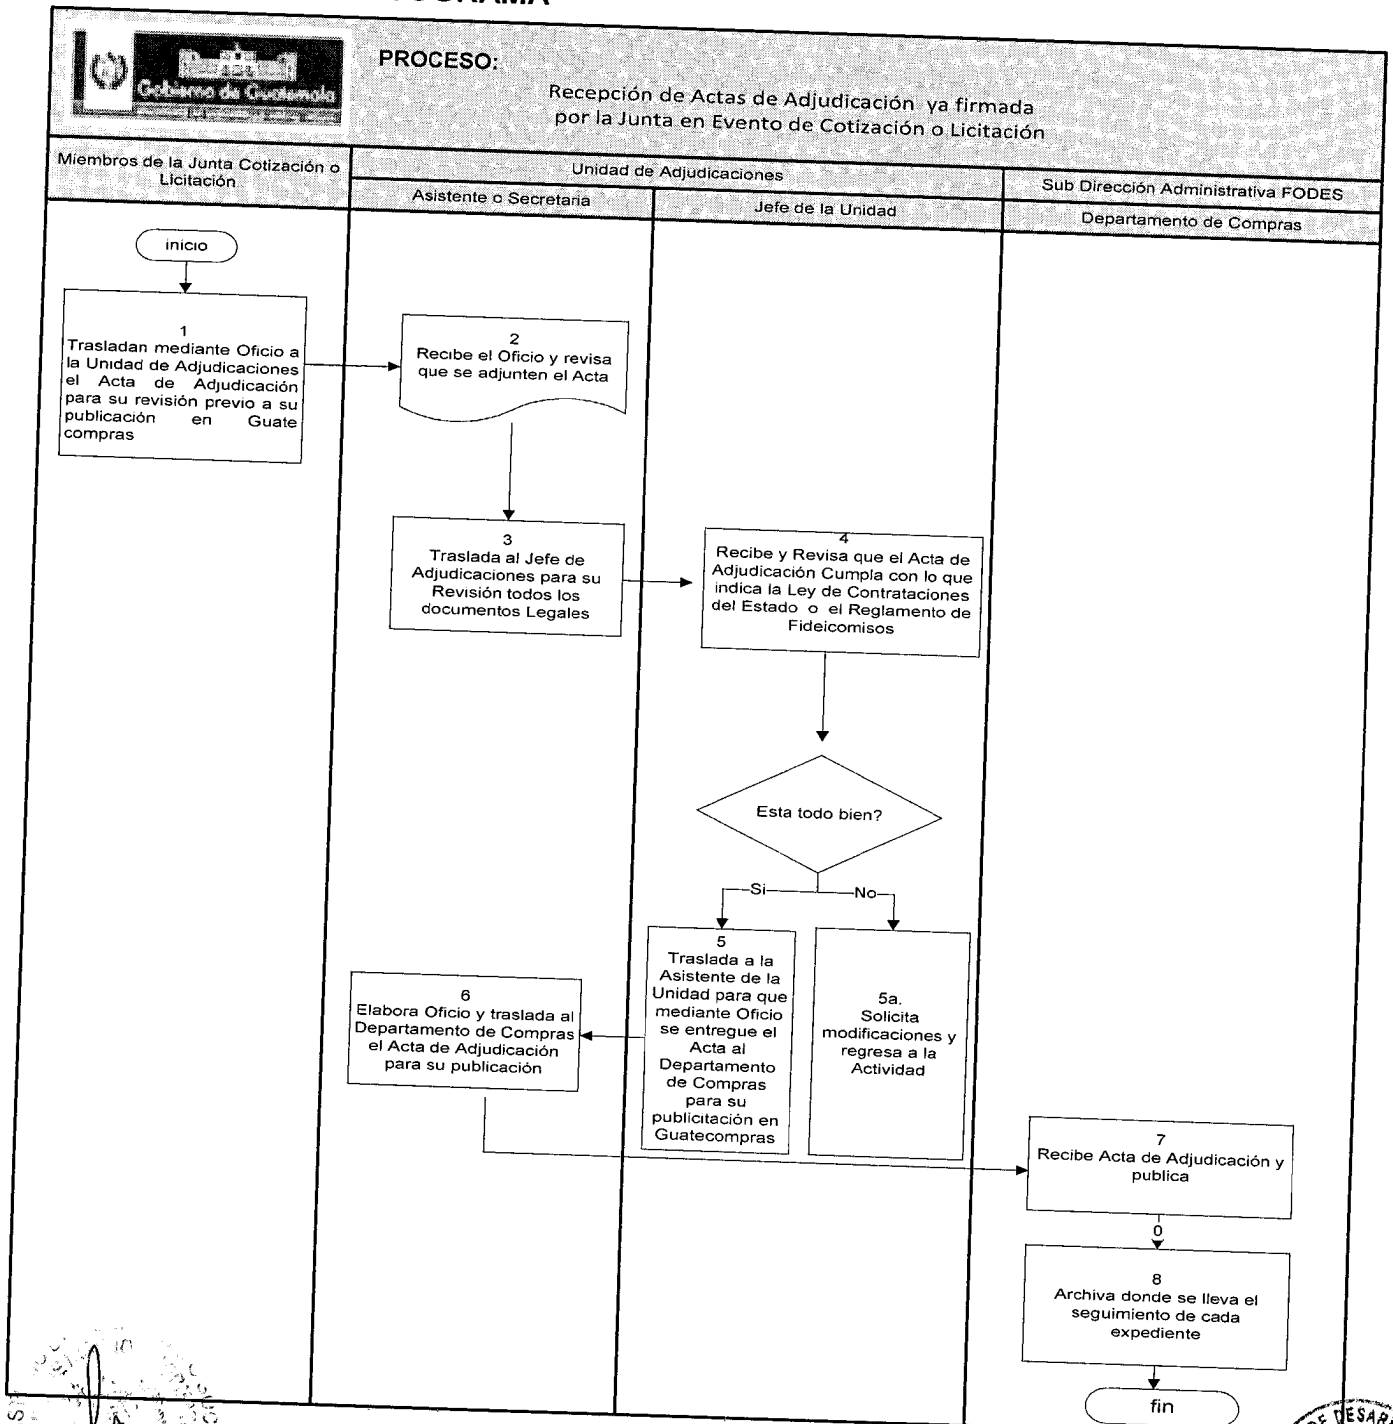 PROCESO:
Recepción de Actas de Adjudicación ya firmada
por la Junta en Evento de Cotización o Licitación
Gobierno de Guatemala
Miembros de la Junta Cotización o
Licitación
Unidad de Adjudicaciones
Sub Dirección Administrativa FODES
Asistente o Secretaria
Jefe de la Unidad
Departamento de Compras
inicio
1
Trasladan mediante Oficio a
la Unidad de Adjudicaciones
el Acta de Adjudicación
para su revisión previo a su
publicación en Guate
compras
2
Recibe el Oficio y revisa
que se adjunten el Acta
3
Traslada al Jefe de
Adjudicaciones para su
Revisión todos los
documentos Legales
4
Recibe y Revisa que el Acta de
Adjudicación Cumpla con lo que
indica la Ley de Contrataciones
del Estado o el Reglamento de
Fideicomisos
Esta todo bien?
Si
No
5
Traslada a la
Asistente de la
Unidad para que
mediante Oficio
se entregue el
Acta al
Departamento
de Compras
para su
publicitación en
Guatecompras
5a.
Solicita
modificaciones y
regresa a la
Actividad
6
Elabora Oficio y traslada al
Departamento de Compras
el Acta de Adjudicación
para su publicación
7
Recibe Acta de Adjudicación y
publica
0
8
Archiva donde se lleva el
seguimiento de cada
expediente
fin